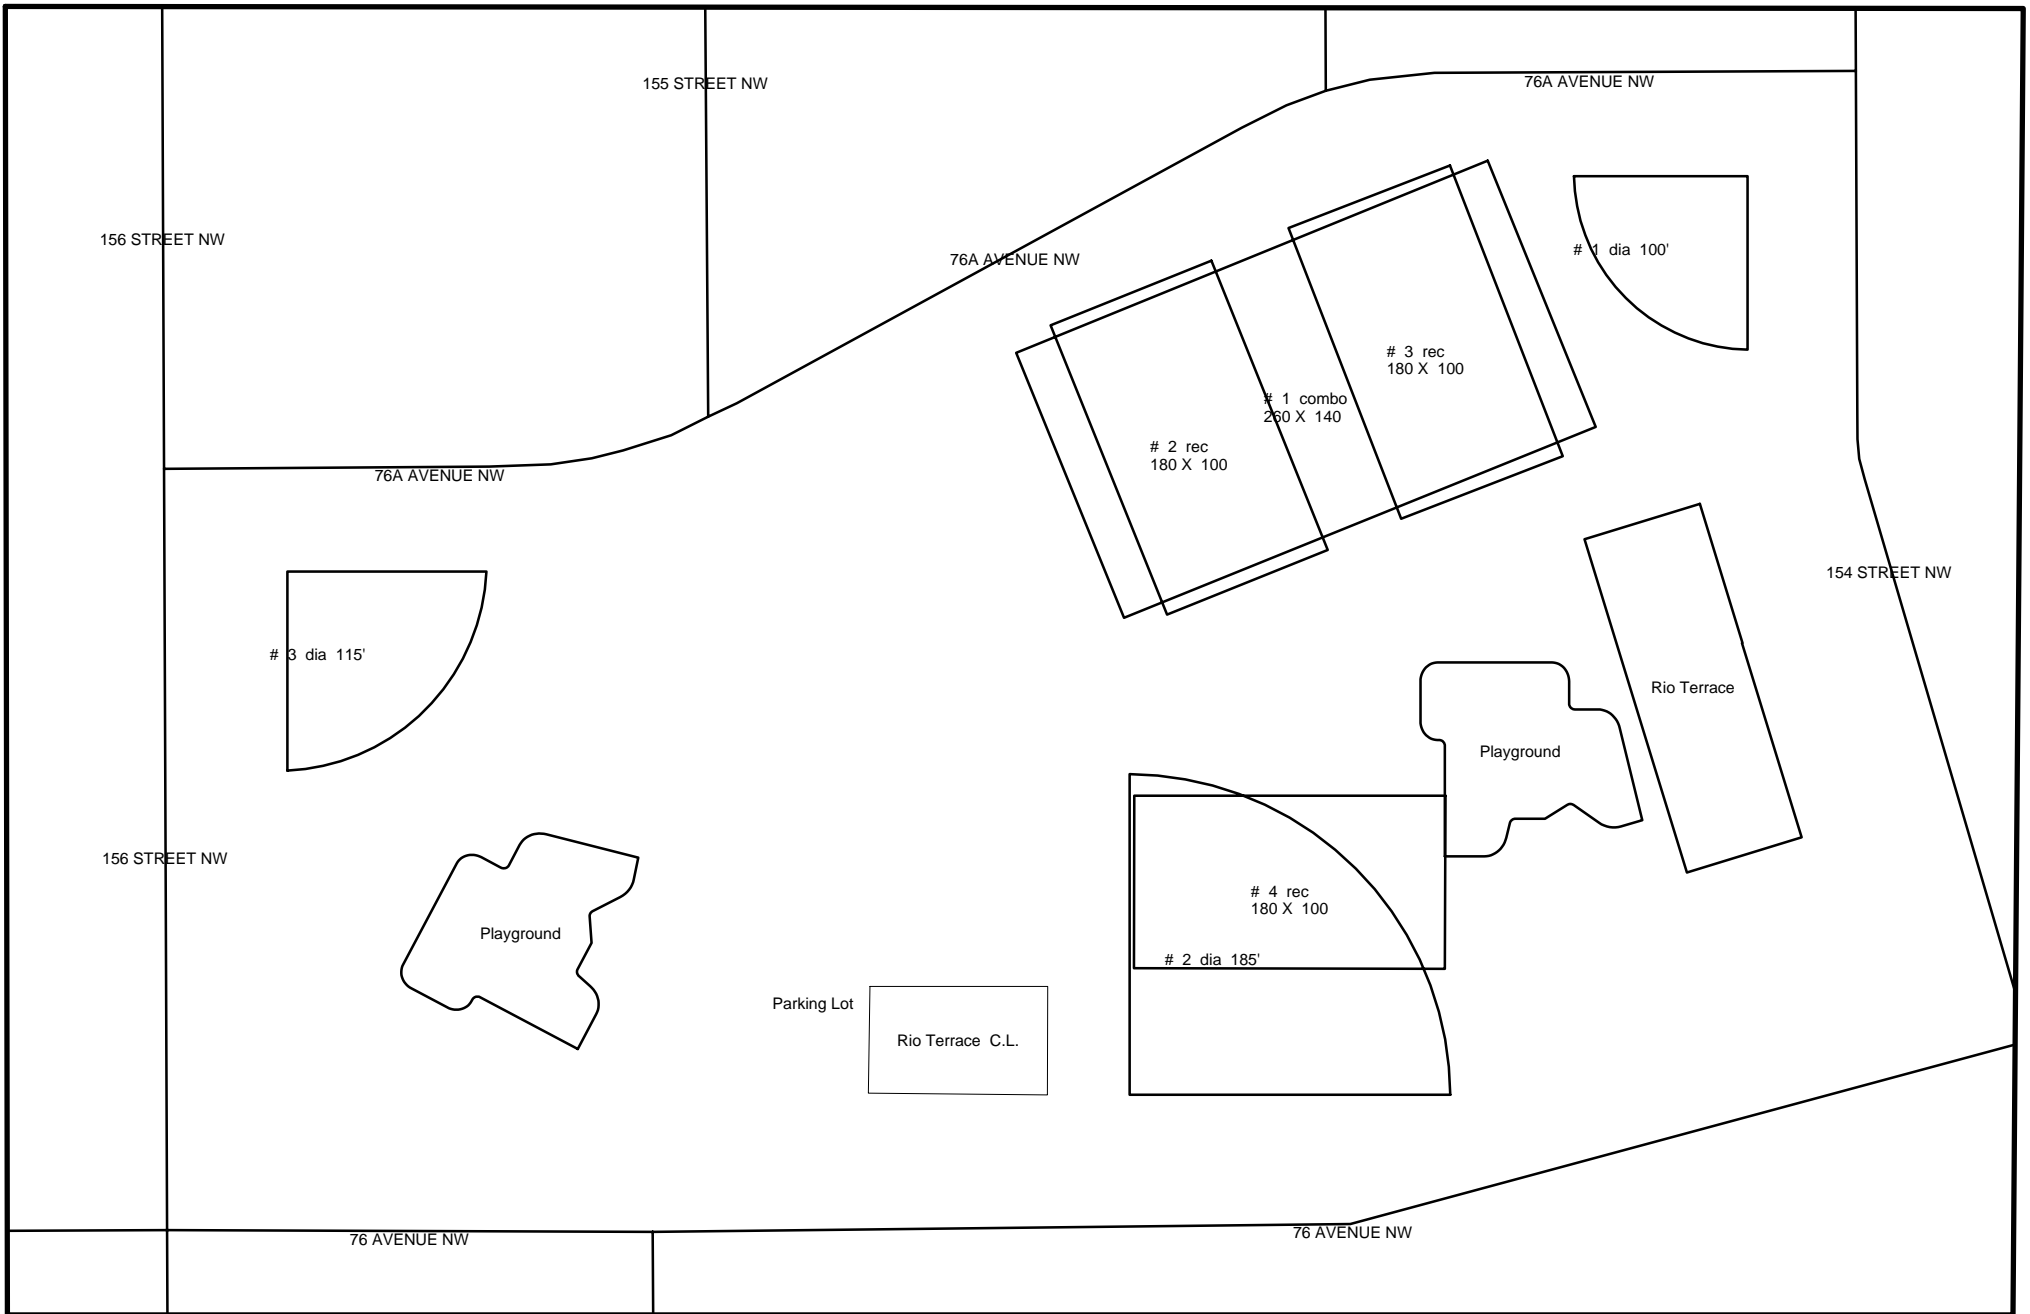 155 STREET NW
76A AVENUE NW
156 STREET NW
76A AVENUE NW
# 1 dia 100'
# 3 rec
180 X 100
# 1 combo
260 X 140
# 2 rec
180 X 100
76A AVENUE NW
154 STREET NW
# 3 dia 115'
Rio Terrace
Playground
156 STREET NW
# 4 rec
180 X 100
Playground
# 2 dia 185'
Parking Lot
Rio Terrace C.L.
76 AVENUE NW
76 AVENUE NW